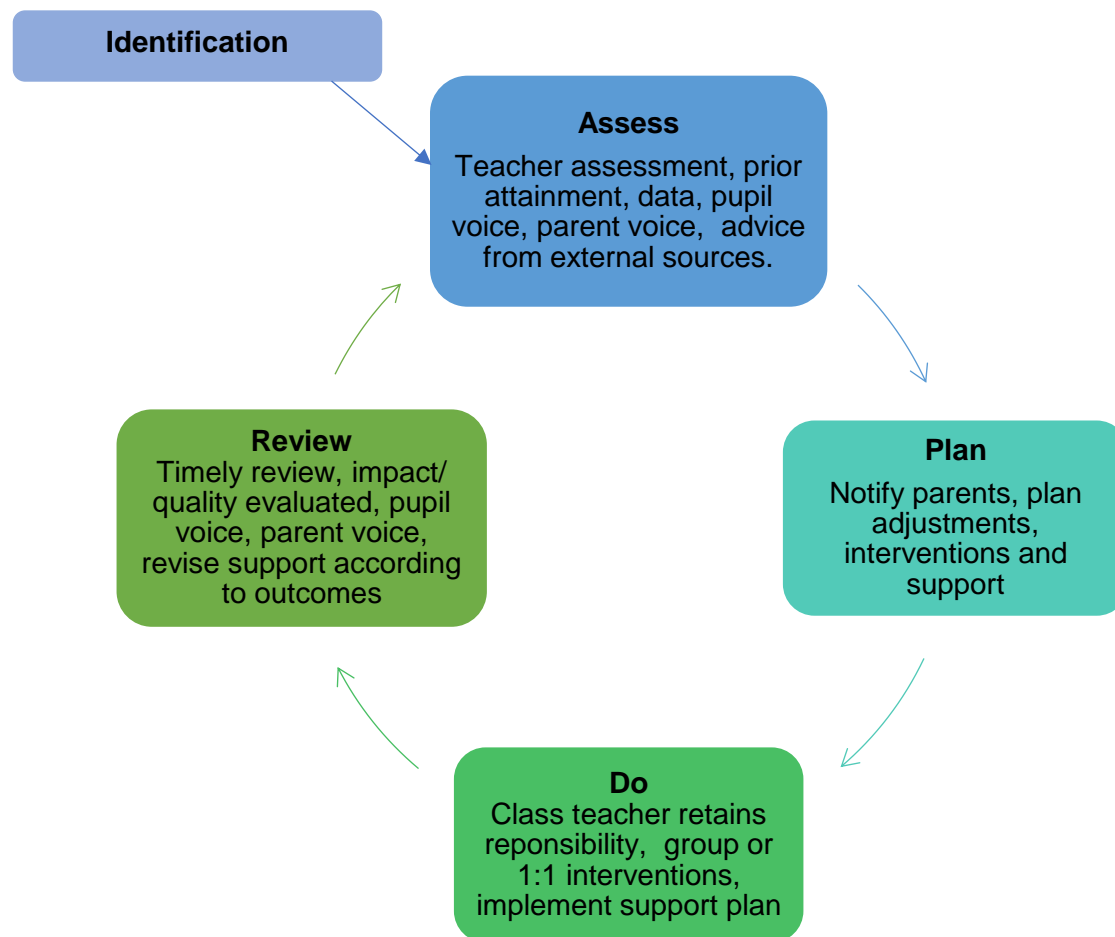 Identification
Assess
Teacher assessment, prior
attainment, data, pupil
voice, parent voice,  advice
from external sources.
Plan
Notify parents, plan
adjustments,
interventions and
support
Do
Class teacher retains
reponsibility,  group or
1:1 interventions,
implement support plan
Review
Timely review, impact/
quality evaluated, pupil
voice, parent voice,
revise support according
to outcomes